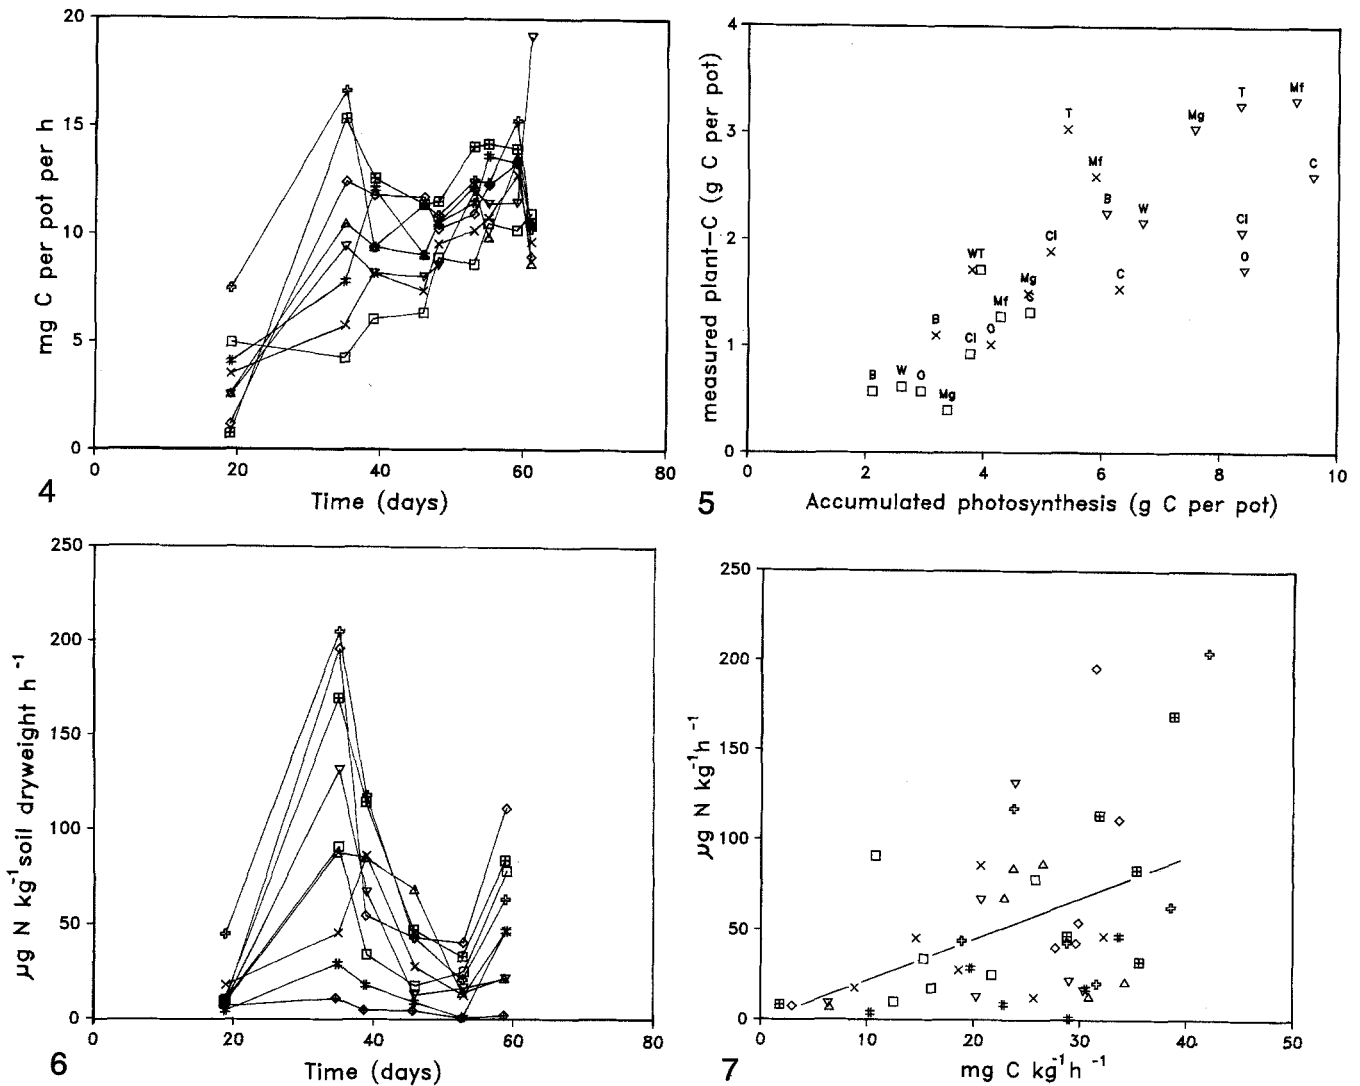 20
15
10
5
0
mg C per pot per h
0 20 40 60 80
Time (days)
4
4
3
2
1
0
measured plant-C (g C per pot)
T
Mf
Mg
T
Mf
C
B
W
Cl
O
WT
Cl
C
Mg
S
Mf
B
O
Cl
B
W
O
Mg
0 2 4 6 8 10
Accumulated photosynthesis (g C per pot)
5
250
200
150
100
50
0
µg N kg⁻¹soil dryweight h⁻¹
0 20 40 60 80
Time (days)
6
250
200
150
100
50
0
µg N kg⁻¹h⁻¹
0 10 20 30 40 50
mg C kg⁻¹h⁻¹
7